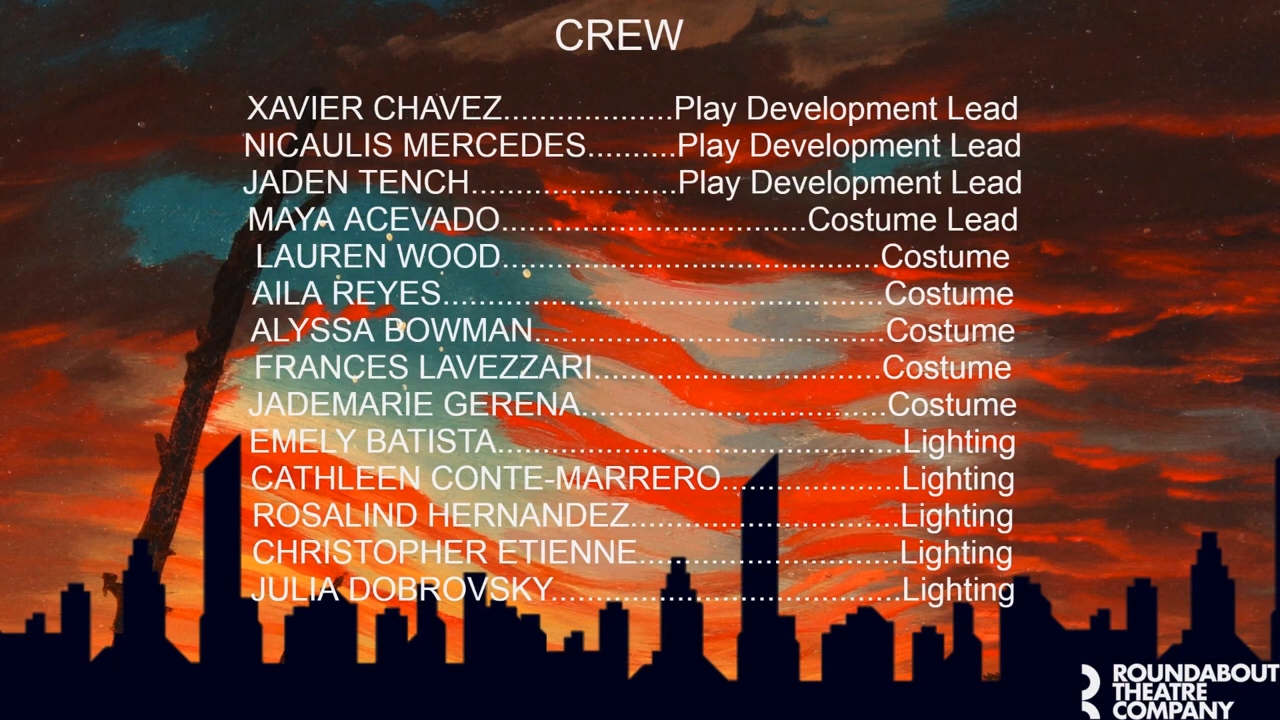 CREW
XAVIER CHAVEZ...................Play Development Lead
NICAULIS MERCEDES..........Play Development Lead
JADEN TENCH.......................Play Development Lead
MAYA ACEVADO..................................Costume Lead
LAUREN WOOD..........................................Costume
AILA REYES.................................................Costume
ALYSSA BOWMAN.......................................Costume
FRANCES LAVEZZARI................................Costume
JADEMARIE GERENA..................................Costume
EMELY BATISTA.............................................Lighting
CATHLEEN CONTE-MARRERO....................Lighting
ROSALIND HERNANDEZ..............................Lighting
CHRISTOPHER ETIENNE.............................Lighting
JULIA DOBROVSKY.......................................Lighting
ROUNDABOUT
THEATRE
COMPANY